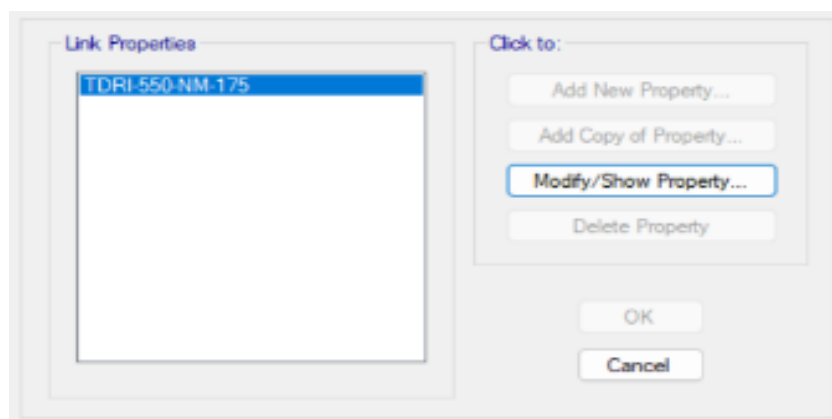 Link Properties
TDRI-550-NM-175
Click to:
Add New Property...
Add Copy of Property...
Modify/Show Property...
Delete Property
OK
Cancel